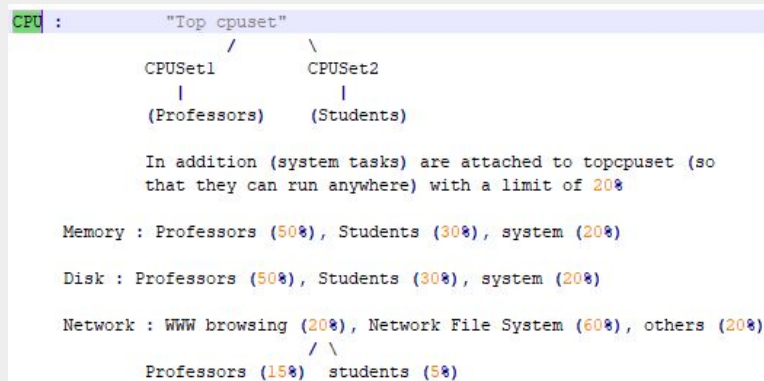 CPU : "Top cpuset"
/ \
CPUSet1 CPUSet2
| |
(Professors) (Students)
In addition (system tasks) are attached to topcpuset (so
that they can run anywhere) with a limit of 20%
Memory : Professors (50%), Students (30%), system (20%)
Disk : Professors (50%), Students (30%), system (20%)
Network : WWW browsing (20%), Network File System (60%), others (20%)
/ \
Professors (15%) students (5%)